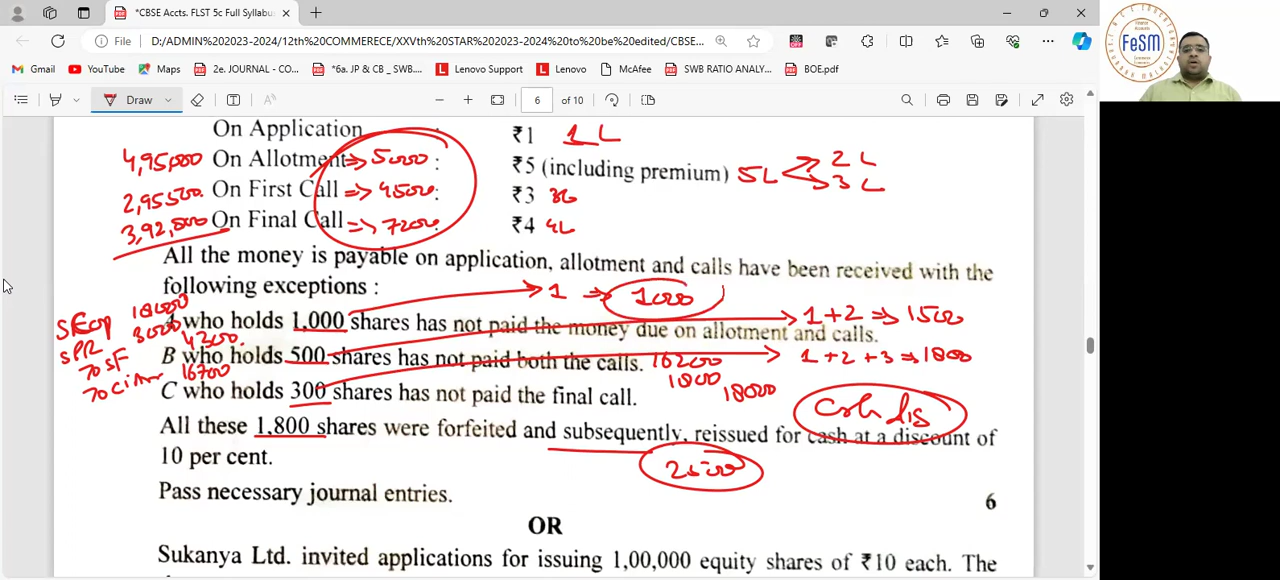 *CBSE Accts. FLST 5c Full Syllabus
File D:/ADMIN%202023-2024/12th%20COMMERECE/XXVth%20STAR%202023-2024%20to%20be%20edited/CBSE...
Gmail YouTube Maps 2e. JOURNAL - CO... 6a. JP & CB _ SWB... Lenovo Support Lenovo McAfee SWB RATIO ANALY... BOE.pdf
Draw 6 of 10
FeSM
On Application ₹1 1 L
4,95,000 On Allotment ⇒ 5000 : ₹5 (including premium) 5L 2 L 3 L
2,95,500 On First Call ⇒ 4500 : ₹3 3L
3,92,800 On Final Call ⇒ 7200 : ₹4 4L
All the money is payable on application, allotment and calls have been received with the
following exceptions : 1 ⇒ 1000
A who holds 1,000 shares has not paid the money due on allotment and calls. 1+2 ⇒ 1500
B who holds 500 shares has not paid both the calls. 1+2+3 ⇒ 1800
C who holds 300 shares has not paid the final call.
16200
1800
18000
18000
3000
4300
16700
All these 1,800 shares were forfeited and subsequently, reissued for cash at a discount of
10 per cent.
Pass necessary journal entries. 6
OR
Sukanya Ltd. invited applications for issuing 1,00,000 equity shares of ₹10 each. The